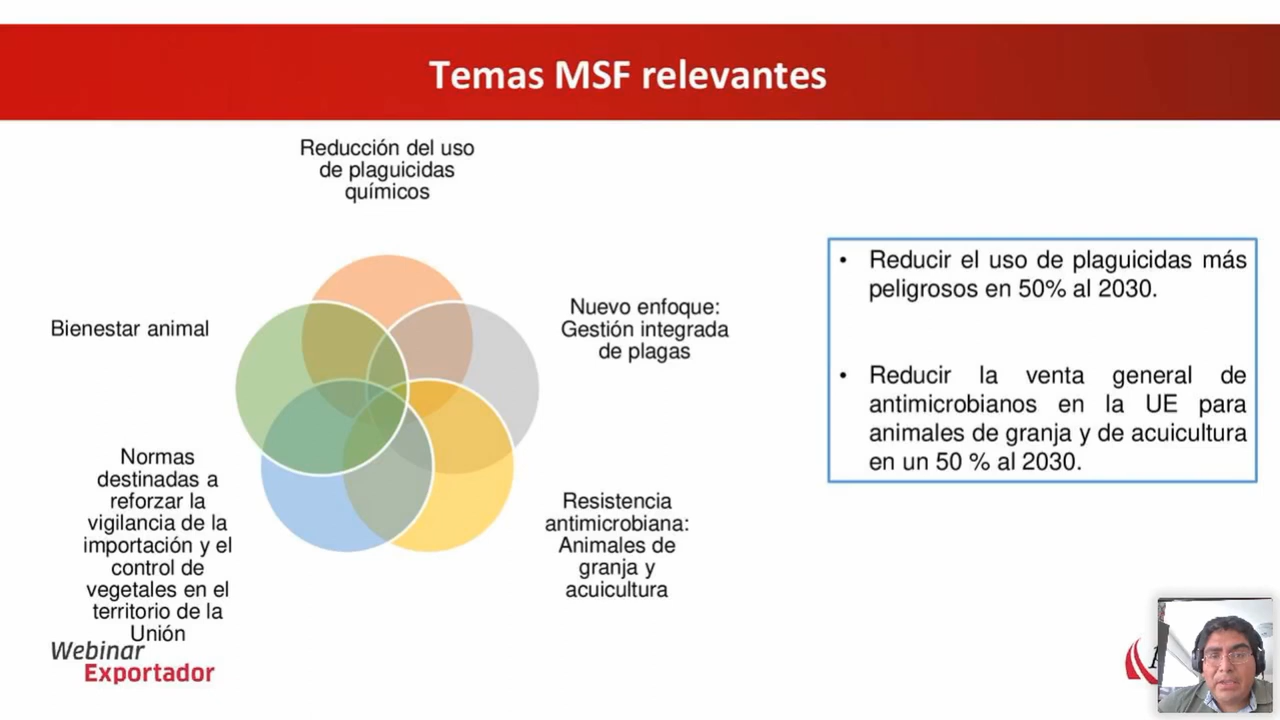 Temas MSF relevantes
Reducción del uso
de plaguicidas
químicos
Nuevo enfoque:
Gestión integrada
de plagas
Resistencia
antimicrobiana:
Animales de
granja y
acuicultura
Normas
destinadas a
reforzar la
vigilancia de la
importación y el
control de
vegetales en el
territorio de la
Unión
Bienestar animal
• Reducir el uso de plaguicidas más
peligrosos en 50% al 2030.
• Reducir la venta general de
antimicrobianos en la UE para
animales de granja y de acuicultura
en un 50 % al 2030.
Webinar
Exportador